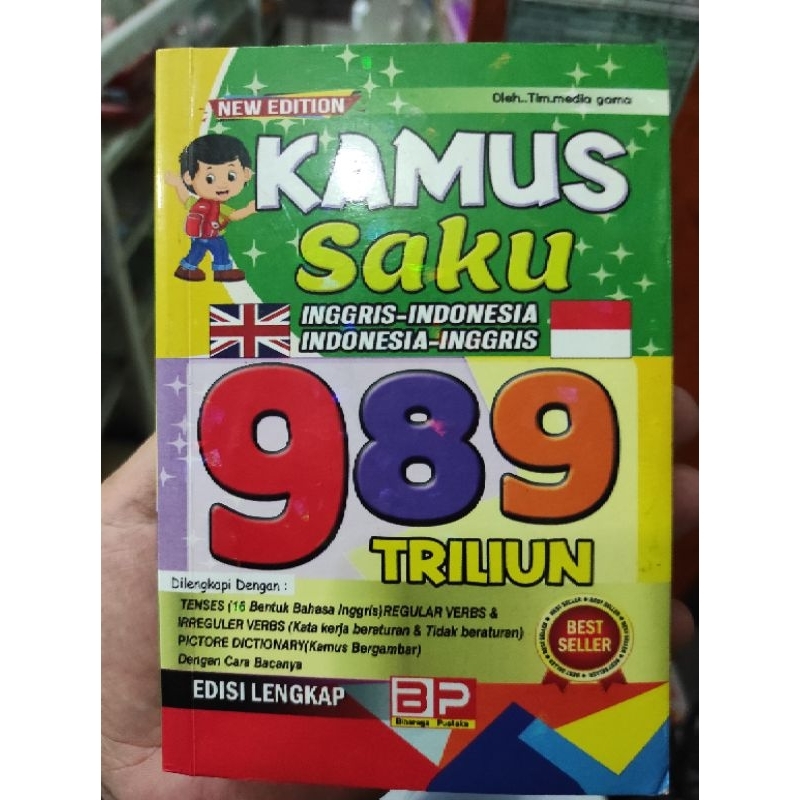 NEW EDITION
Oleh..Tim.media gama
KAMUS
Saku
INGGRIS-INDONESIA
INDONESIA-INGGRIS
989
TRILIUN
Dilengkapi Dengan :
TENSES (16 Bentuk Bahasa Inggris)REGULAR VERBS &
IRREGULER VERBS (Kata kerja beraturan & Tidak beraturan)
PICTORE DICTIONARY(Kamus Bergambar)
Dengan Cara Bacanya
BEST
SELLER
EDISI LENGKAP
BP
Pustaka